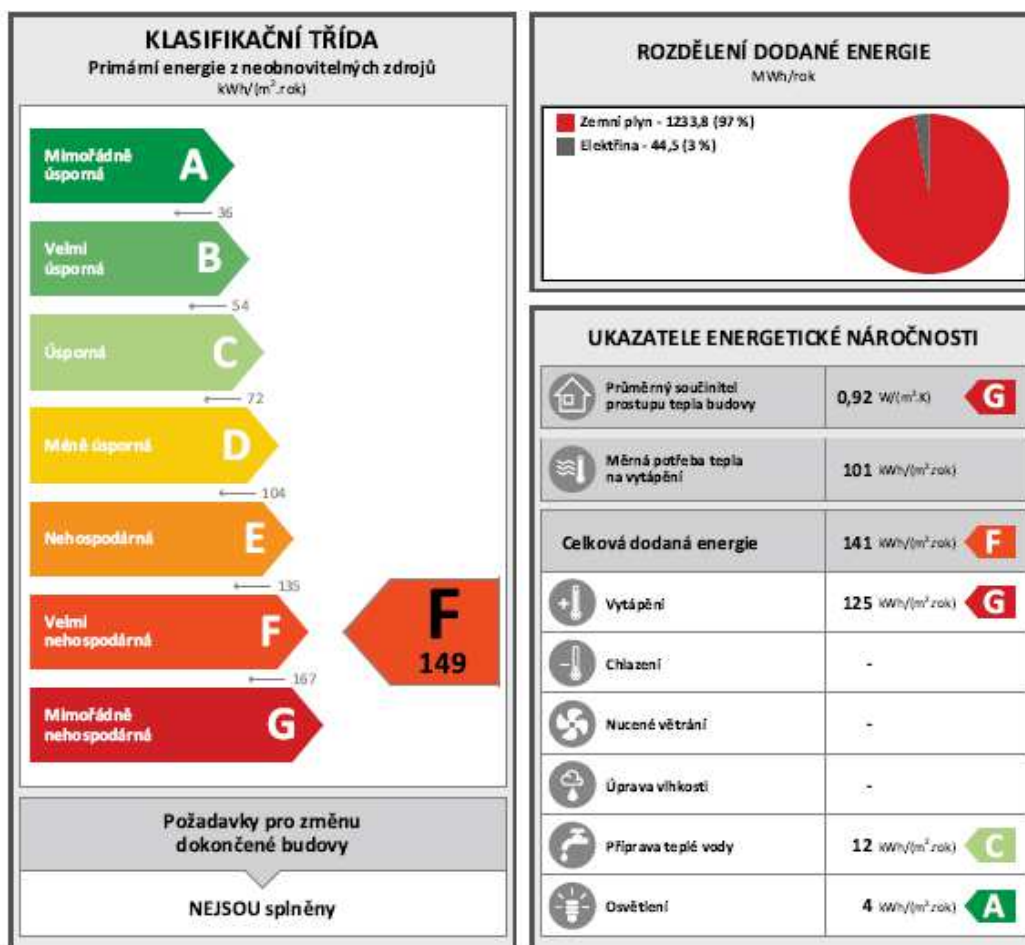 KLASIFIKAČNÍ TŘÍDA
Primární energie z neobnovitelných zdrojů
kWh/(m².rok)
Mimořádně
úsporná
A
36
Velmi
úsporná
B
54
Úsporná
C
72
Méně úsporná
D
104
Nehospodárná
E
135
Velmi
nehospodárná
F
F
149
167
Mimořádně
nehospodárná
G
Požadavky pro změnu
dokončené budovy
NEJSOU splněny
ROZDĚLENÍ DODANÉ ENERGIE
MWh/rok
Zemní plyn - 1233,8 (97 %)
Elektřina - 44,5 (3 %)
UKAZATELE ENERGETICKÉ NÁROČNOSTI
Průměrný součinitel
prostupu tepla budovy
0,92 W/(m².K) G
Měrná potřeba tepla
na vytápění
101 kWh/(m².rok)
Celková dodaná energie 141 kWh/(m².rok) F
Vytápění 125 kWh/(m².rok) G
Chlazení -
Nucené větrání -
Úprava vlhkosti -
Příprava teplé vody 12 kWh/(m².rok) C
Osvětlení 4 kWh/(m².rok) A